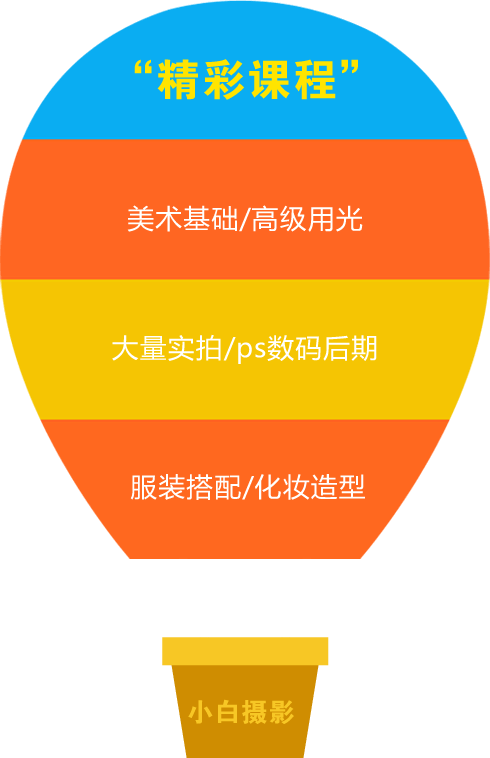 “精彩课程”
美术基础/高级用光
大量实拍/ps数码后期
服装搭配/化妆造型
小白摄影